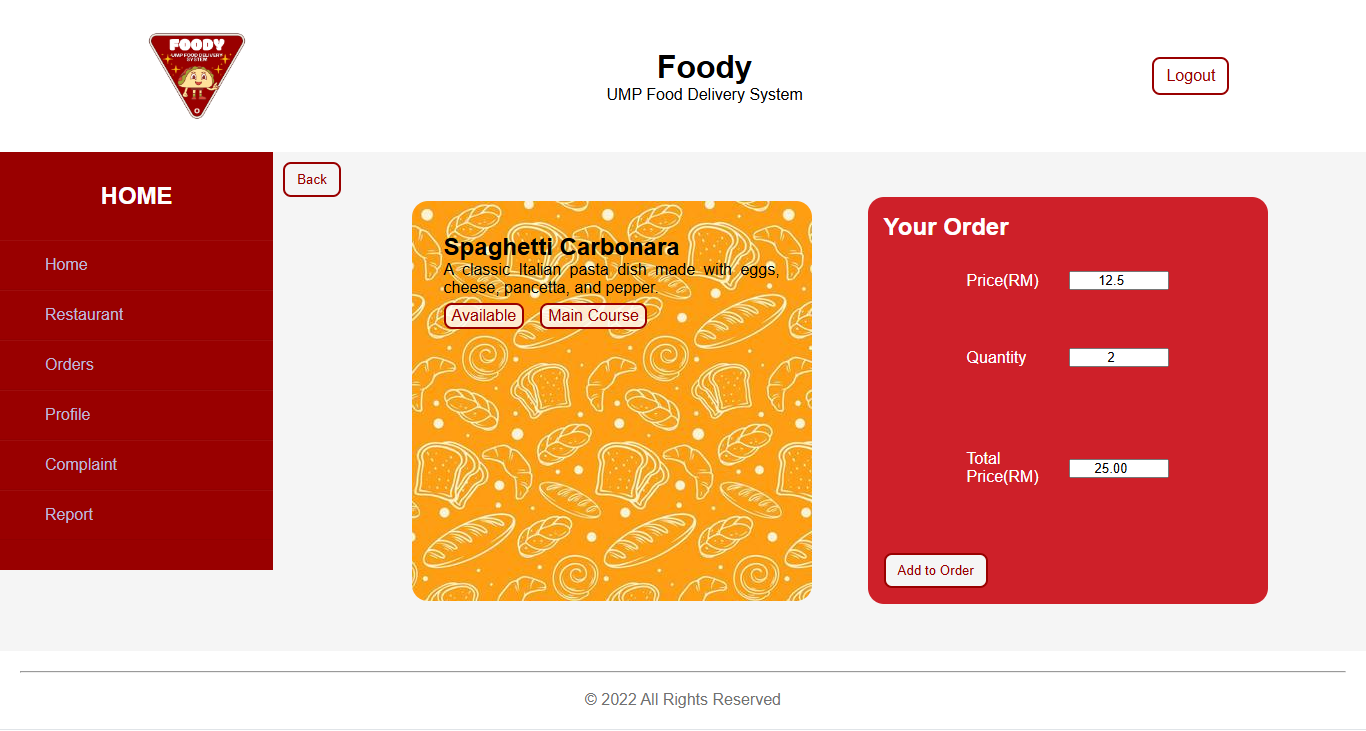 FOODY
UMP FOOD DELIVERY
SYSTEM
Foody
UMP Food Delivery System
Logout
HOME
Home
Restaurant
Orders
Profile
Complaint
Report
Back
Spaghetti Carbonara
A classic Italian pasta dish made with eggs,
cheese, pancetta, and pepper.
Available
Main Course
Your Order
Price(RM)
12.5
Quantity
2
Total
Price(RM)
25.00
Add to Order
© 2022 All Rights Reserved